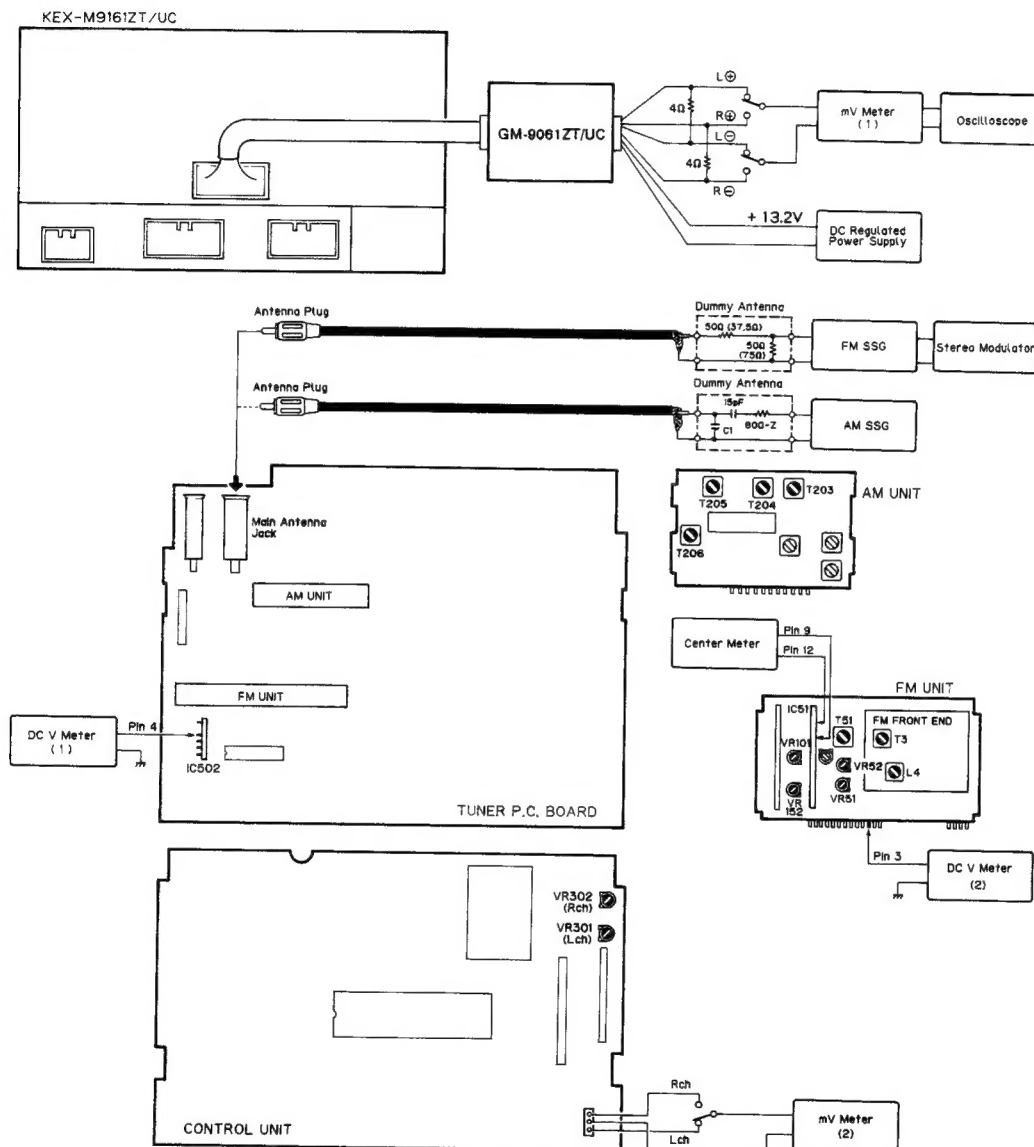 KEX-M9161ZT/UC
GM-9061ZT/UC
L⊕
4Ω
R⊕
L⊖
4Ω
R⊖
mV Meter
(1)
Oscilloscope
+ 13.2V
DC Regulated
Power Supply
Antenna Plug
Dummy Antenna
50Ω (37.5Ω)
50Ω
(75Ω)
FM SSG
Stereo Modulator
Antenna Plug
Dummy Antenna
15pF
C1
80Ω-Z
AM SSG
Main Antenna
Jack
AM UNIT
FM UNIT
DC V Meter
(1)
Pin 4
IC502
TUNER P.C. BOARD
T205
T204
T203
T206
AM UNIT
Center Meter
Pin 9
Pin 12
FM UNIT
IC51
T51
FM FRONT END
T3
L4
VR101
VR52
VR51
VR
152
Pin 3
DC V Meter
(2)
VR302
(Rch)
VR301
(Lch)
CONTROL UNIT
Rch
Lch
mV Meter
(2)